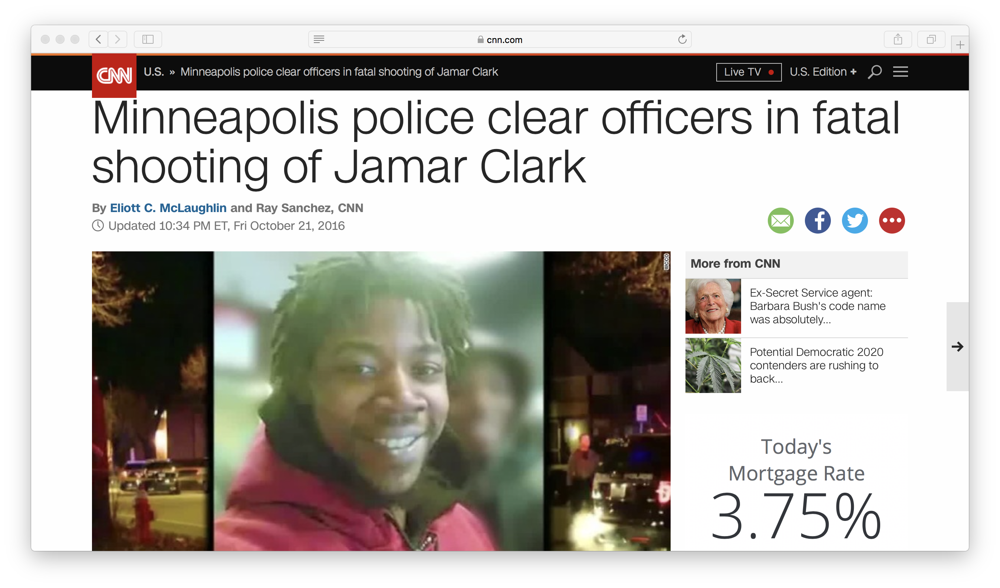 cnn.com
CNN
U.S. » Minneapolis police clear officers in fatal shooting of Jamar Clark
Live TV
U.S. Edition +
Minneapolis police clear officers in fatal
shooting of Jamar Clark
By Eliott C. McLaughlin and Ray Sanchez, CNN
Updated 10:34 PM ET, Fri October 21, 2016
WCCO
More from CNN
Ex-Secret Service agent:
Barbara Bush's code name
was absolutely...
Potential Democratic 2020
contenders are rushing to
back...
Today's
Mortgage Rate
3.75%